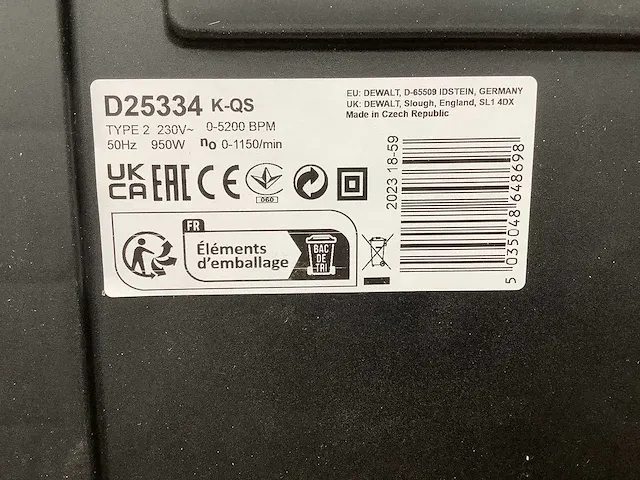 D25334 K-QS
TYPE 2 230V~ 0-5200 BPM
50Hz 950W no 0-1150/min
EU: DEWALT, D-65509 IDSTEIN, GERMANY
UK: DEWALT, Slough, England, SL1 4DX
Made in Czech Republic
UK
CA EAC CE
060
FR
Éléments
d'emballage
BAC
DE
TRI
2023 18-59
5 035048 648698